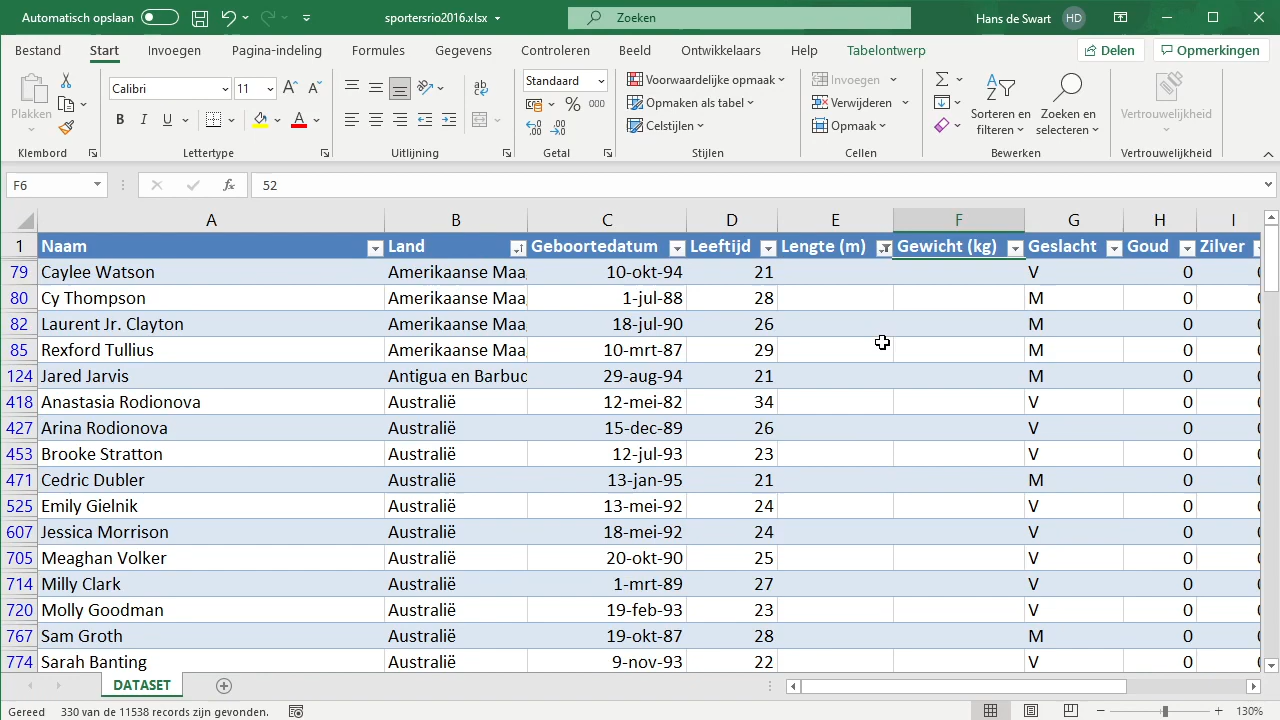 Automatisch opslaan
sportersrio2016.xlsx
Zoeken
Hans de Swart
HD
Bestand Start Invoegen Pagina-indeling Formules Gegevens Controleren Beeld Ontwikkelaars Help Tabelontwerp
Delen Opmerkingen
Plakken
Klembord
Calibri 11
B I U A
Lettertype
Uitlijning
Standaard
% 000
Getal
Voorwaardelijke opmaak
Opmaken als tabel
Celstijlen
Stijlen
Invoegen
Verwijderen
Opmaak
Cellen
Sorteren en filteren
Zoeken en selecteren
Bewerken
Vertrouwelijkheid
Vertrouwelijkheid
F6 fx 52
A B C D E F G H I
1 Naam Land Geboortedatum Leeftijd Lengte (m) Gewicht (kg) Geslacht Goud Zilver
79 Caylee Watson Amerikaanse Maa 10-okt-94 21 V 0
80 Cy Thompson Amerikaanse Maa 1-jul-88 28 M 0
82 Laurent Jr. Clayton Amerikaanse Maa 18-jul-90 26 M 0
85 Rexford Tullius Amerikaanse Maa 10-mrt-87 29 M 0
124 Jared Jarvis Antigua en Barbud 29-aug-94 21 M 0
418 Anastasia Rodionova Australië 12-mei-82 34 V 0
427 Arina Rodionova Australië 15-dec-89 26 V 0
453 Brooke Stratton Australië 12-jul-93 23 V 0
471 Cedric Dubler Australië 13-jan-95 21 M 0
525 Emily Gielnik Australië 13-mei-92 24 V 0
607 Jessica Morrison Australië 18-mei-92 24 V 0
705 Meaghan Volker Australië 20-okt-90 25 V 0
714 Milly Clark Australië 1-mrt-89 27 V 0
720 Molly Goodman Australië 19-feb-93 23 V 0
767 Sam Groth Australië 19-okt-87 28 M 0
774 Sarah Banting Australië 9-nov-93 22 V 0
DATASET
Gereed 330 van de 11538 records zijn gevonden.
130%